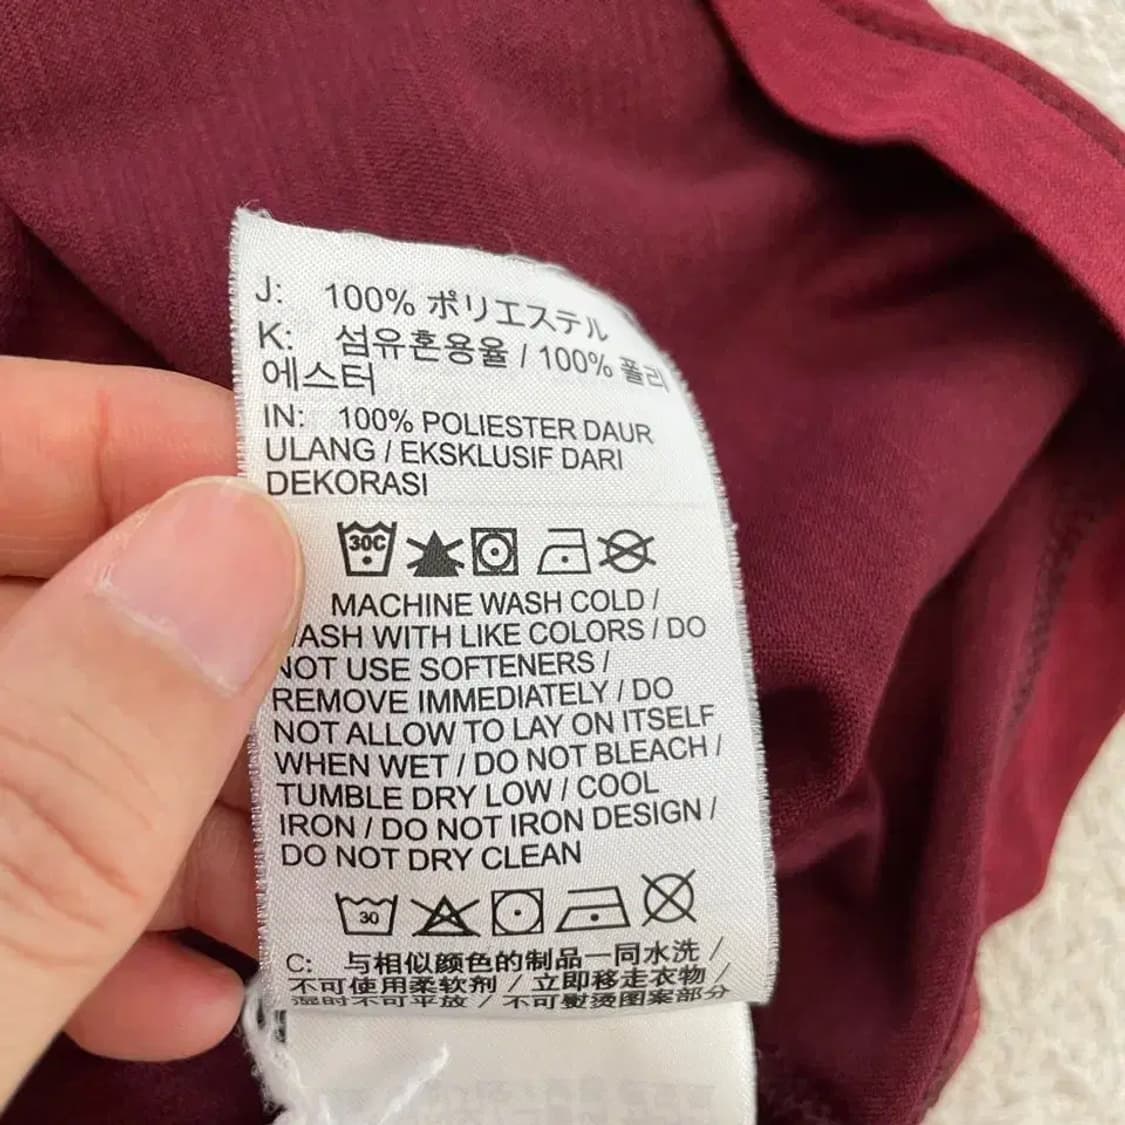 J: 100% ポリエステル
K: 섬유혼용율 / 100% 폴리
에스터
IN: 100% POLIESTER DAUR
ULANG / EKSKLUSIF DARI
DEKORASI
30C
MACHINE WASH COLD /
ASH WITH LIKE COLORS / DO
NOT USE SOFTENERS /
REMOVE IMMEDIATELY / DO
NOT ALLOW TO LAY ON ITSELF
WHEN WET / DO NOT BLEACH /
TUMBLE DRY LOW / COOL
IRON / DO NOT IRON DESIGN /
DO NOT DRY CLEAN
30
C: 与相似颜色的制品一同水洗 /
不可使用柔软剂 / 立即移走衣物 /
湿时不可平放 / 不可熨烫图案部分